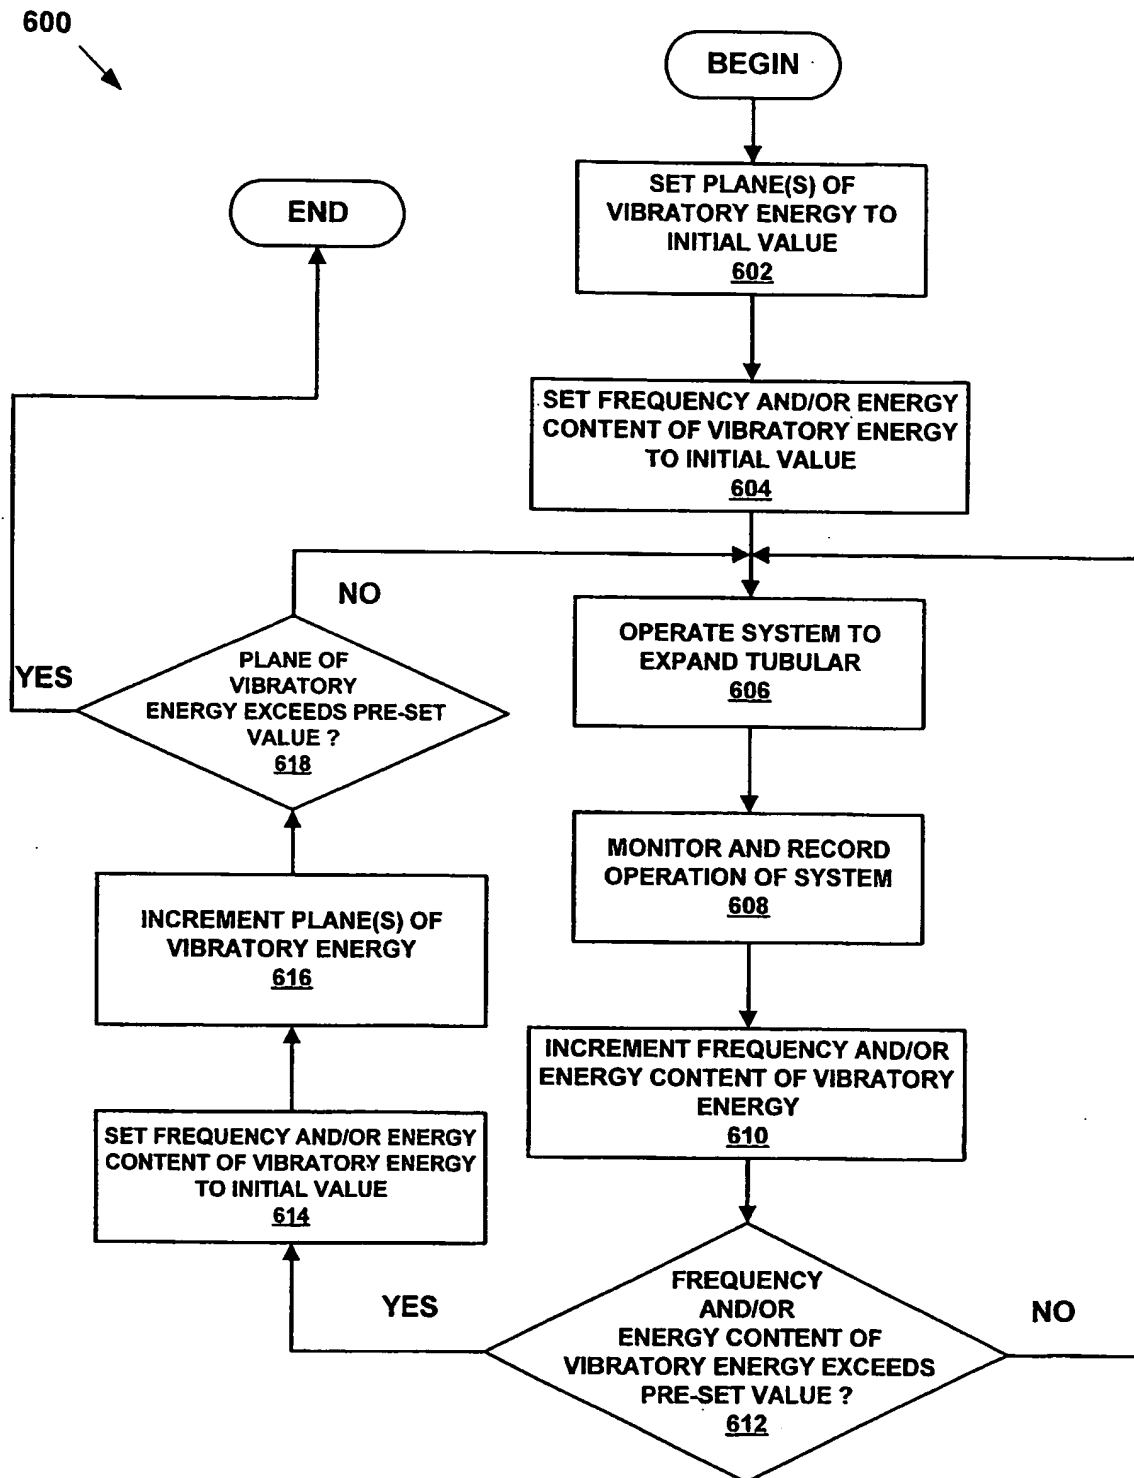 600
BEGIN
SET PLANE(S) OF
VIBRATORY ENERGY TO
INITIAL VALUE
602
END
SET FREQUENCY AND/OR ENERGY
CONTENT OF VIBRATORY ENERGY
TO INITIAL VALUE
604
NO
OPERATE SYSTEM TO
EXPAND TUBULAR
606
YES
PLANE OF
VIBRATORY
ENERGY EXCEEDS PRE-SET
VALUE ?
618
MONITOR AND RECORD
OPERATION OF SYSTEM
608
INCREMENT PLANE(S) OF
VIBRATORY ENERGY
616
INCREMENT FREQUENCY AND/OR
ENERGY CONTENT OF VIBRATORY
ENERGY
610
SET FREQUENCY AND/OR ENERGY
CONTENT OF VIBRATORY ENERGY
TO INITIAL VALUE
614
YES
FREQUENCY
AND/OR
ENERGY CONTENT OF
VIBRATORY ENERGY EXCEEDS
PRE-SET VALUE ?
612
NO